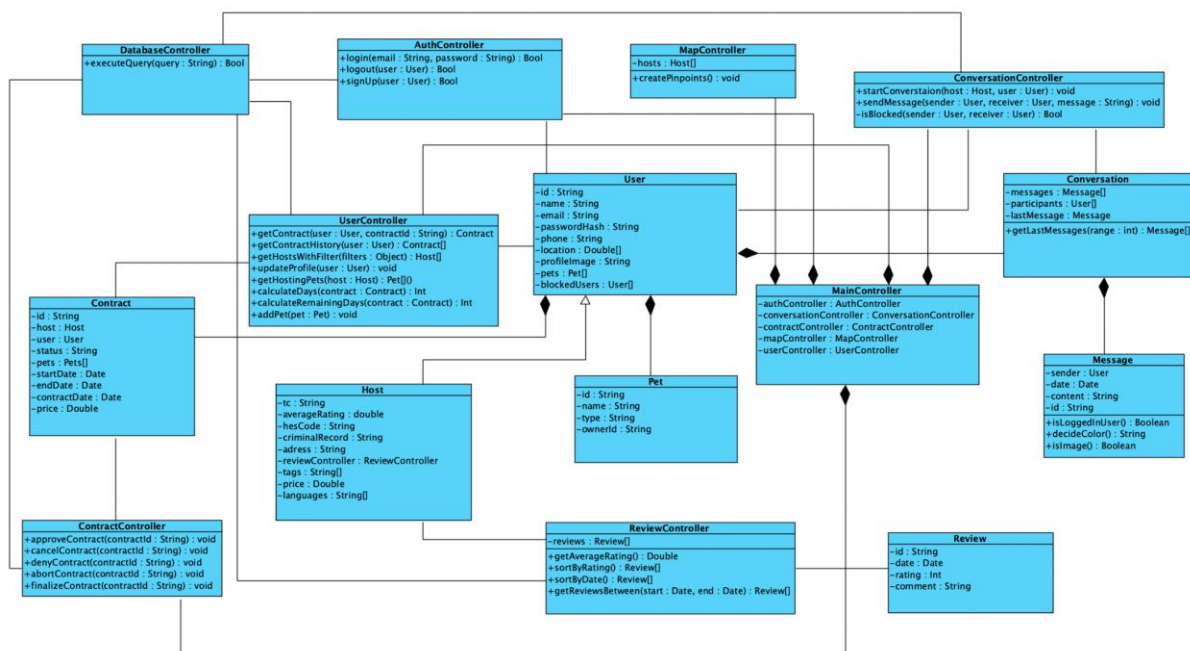 DatabaseController
+executeQuery(query : String) : Bool
AuthController
+login(email : String, password : String) : Bool
+logout(user : User) : Bool
+signUp(user : User) : Bool
MapController
-hosts : Host[]
+createPinpoints() : void
ConversationController
+startConverstaion(host : Host, user : User) : void
+sendMessage(sender : User, receiver : User, message : String) : void
-isBlocked(sender : User, receiver : User) : Bool
User
-id : String
-name : String
-email : String
-passwordHash : String
-phone : String
-location : Double[]
-profileImage : String
-pets : Pet[]
-blockedUsers : User[]
Conversation
-messages : Message[]
-participants : User[]
-lastMessage : Message
+getLastMessages(range : int) : Message[]
UserController
+getContract(user : User, contractId : String) : Contract
+getContractHistory(user : User) : Contract[]
+getHostsWithFilter(filters : Object) : Host[]
+updateProfile(user : User) : void
+getHostingPets(host : Host) : Pet[]()
+calculateDays(contract : Contract) : Int
+calculateRemainingDays(contract : Contract) : Int
+addPet(pet : Pet) : void
Contract
-id : String
-host : Host
-user : User
-status : String
-pets : Pets[]
-startDate : Date
-endDate : Date
-contractDate : Date
-price : Double
MainController
-authController : AuthController
-conversationController : ConversationController
-contractController : ContractController
-mapController : MapController
-userController : UserController
Message
-sender : User
-date : Date
-content : String
-id : String
+isLoggedInUser() : Boolean
+decideColor() : String
+isImage() : Boolean
Host
-tc : String
-averageRating : double
-hesCode : String
-criminalRecord : String
-adress : String
-reviewController : ReviewController
-tags : String[]
-price : Double
-languages : String[]
Pet
-id : String
-name : String
-type : String
-ownerId : String
ContractController
+approveContract(contractId : String) : void
+cancelContract(contractId : String) : void
+denyContract(contractId : String) : void
+abortContract(contractId : String) : void
+finalizeContract(contractId : String) : void
ReviewController
-reviews : Review[]
+getAverageRating() : Double
+sortByRating() : Review[]
+sortByDate() : Review[]
+getReviewsBetween(start : Date, end : Date) : Review[]
Review
-id : String
-date : Date
-rating : Int
-comment : String